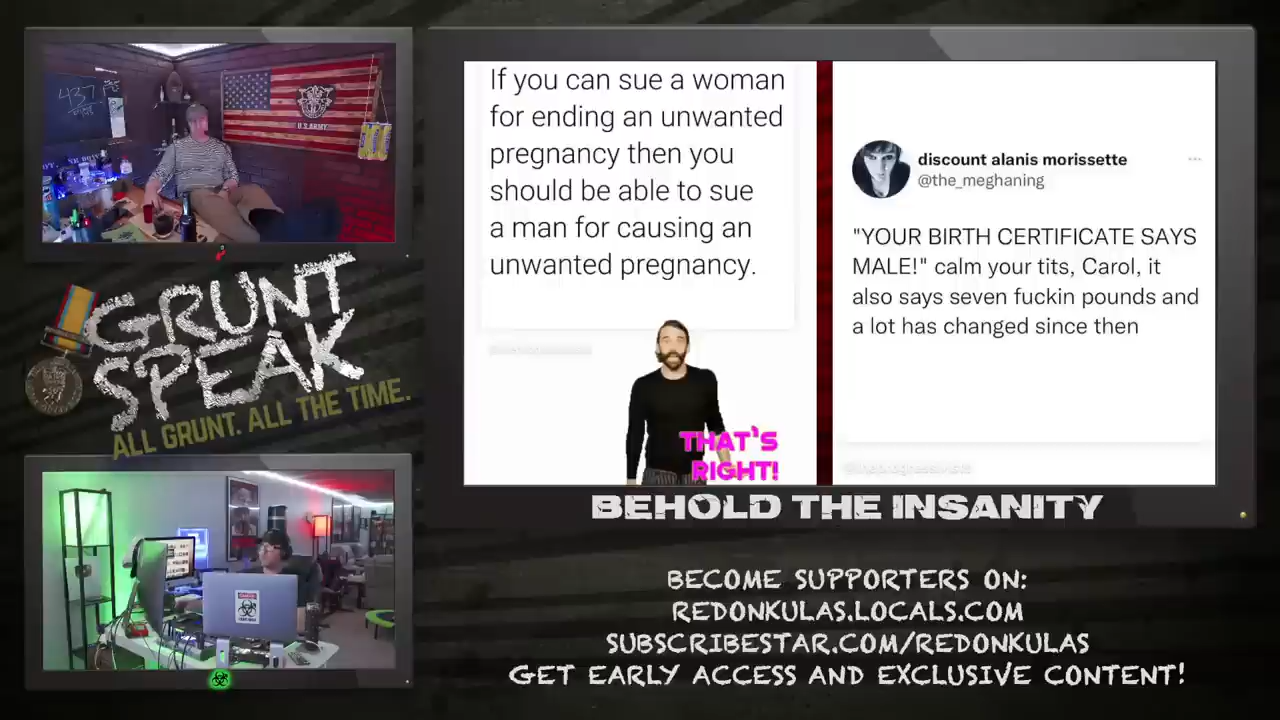 437
U.S. ARMY
GRUNT
SPEAK
ALL GRUNT. ALL THE TIME.
If you can sue a woman
for ending an unwanted
pregnancy then you
should be able to sue
a man for causing an
unwanted pregnancy.
THAT'S
RIGHT!
discount alanis morissette
@the_meghaning
"YOUR BIRTH CERTIFICATE SAYS
MALE!" calm your tits, Carol, it
also says seven fuckin pounds and
a lot has changed since then
BEHOLD THE INSANITY
BECOME SUPPORTERS ON:
REDONKULAS.LOCALS.COM
SUBSCRIBESTAR.COM/REDONKULAS
GET EARLY ACCESS AND EXCLUSIVE CONTENT!